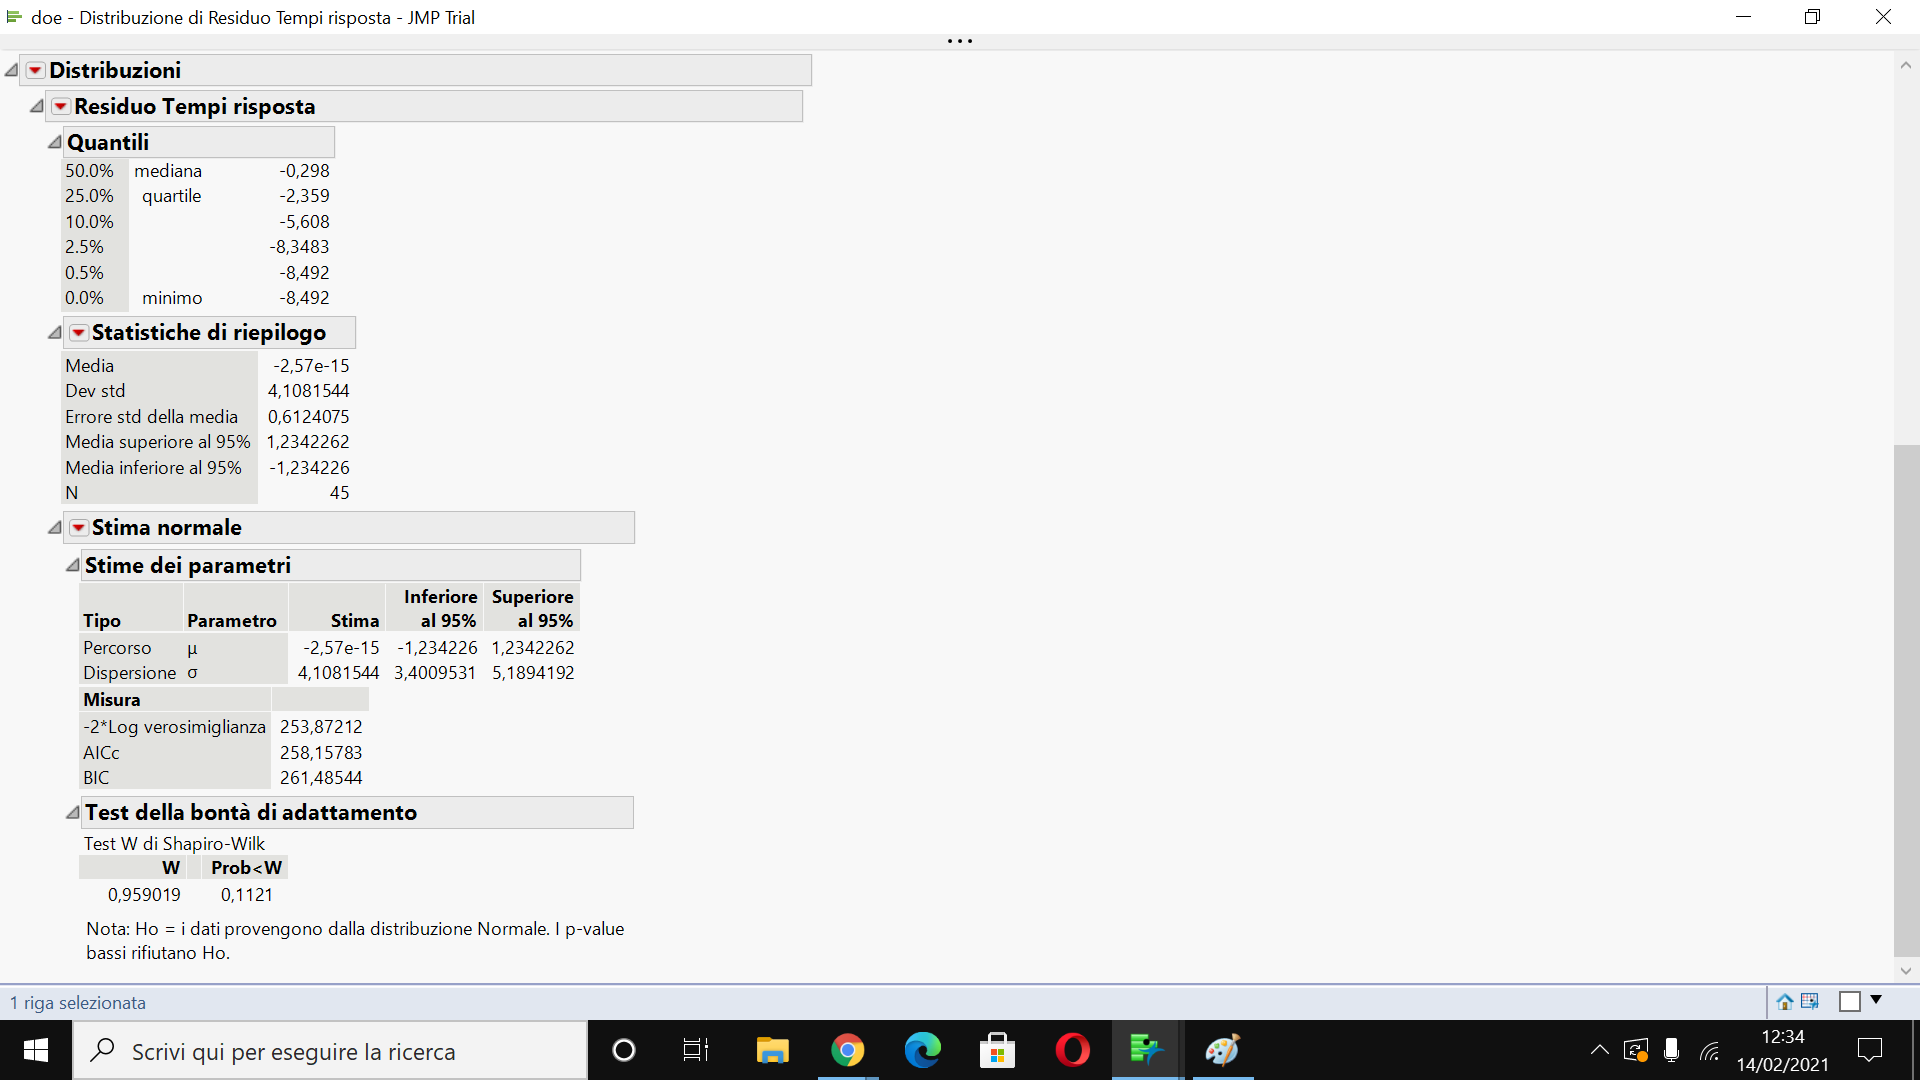 doe - Distribuzione di Residuo Tempi risposta - JMP Trial
Distribuzioni
Residuo Tempi risposta
Quantili
50.0% mediana -0,298
25.0% quartile -2,359
10.0% -5,608
2.5% -8,3483
0.5% -8,492
0.0% minimo -8,492
Statistiche di riepilogo
Media -2,57e-15
Dev std 4,1081544
Errore std della media 0,6124075
Media superiore al 95% 1,2342262
Media inferiore al 95% -1,234226
N 45
Stima normale
Stime dei parametri
Inferiore Superiore
Tipo Parametro Stima al 95% al 95%
Percorso μ -2,57e-15 -1,234226 1,2342262
Dispersione σ 4,1081544 3,4009531 5,1894192
Misura
-2*Log verosimiglianza 253,87212
AICc 258,15783
BIC 261,48544
Test della bontà di adattamento
Test W di Shapiro-Wilk
W Prob<W
0,959019 0,1121
Nota: Ho = i dati provengono dalla distribuzione Normale. I p-value
bassi rifiutano Ho.
1 riga selezionata
Scrivi qui per eseguire la ricerca
12:34
14/02/2021